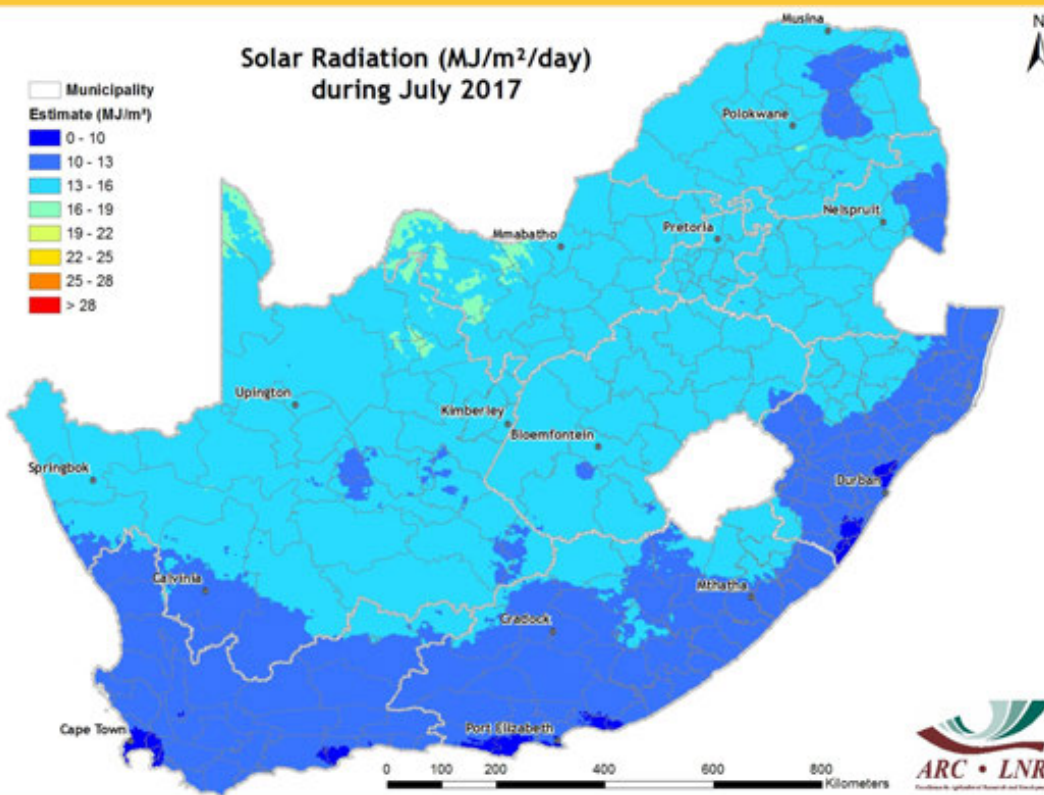 Solar Radiation (MJ/m²/day)
during July 2017
N
Municipality
Estimate (MJ/m²)
0 - 10
10 - 13
13 - 16
16 - 19
19 - 22
22 - 25
25 - 28
> 28
Musina
Polokwane
Nelspruit
Pretoria
Mmabatho
Upington
Kimberley
Bloemfontein
Springbok
Durban
Calvinia
Mthatha
Cradock
Cape Town
Port Elizabeth
0 100 200 400 600 800
Kilometers
ARC • LNR